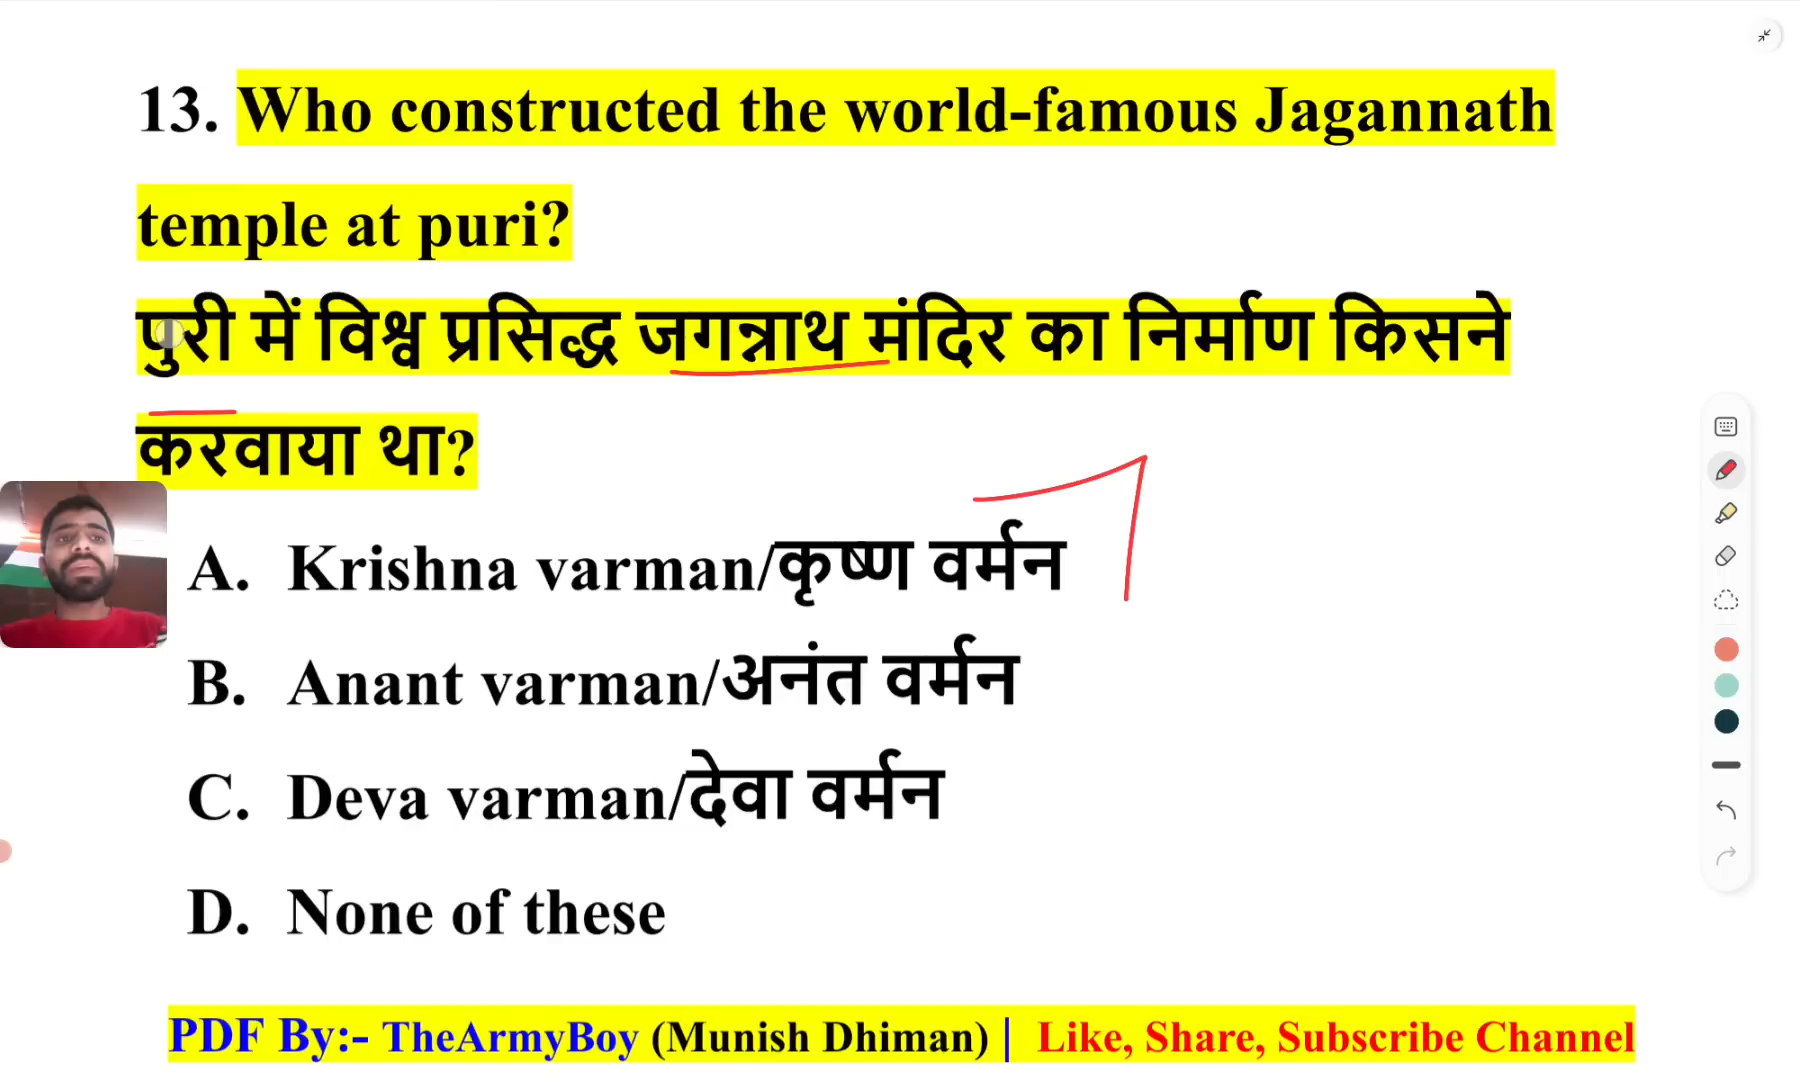 13. Who constructed the world-famous Jagannath
temple at puri?
पुरी में विश्व प्रसिद्ध जगन्नाथ मंदिर का निर्माण किसने
करवाया था?
A. Krishna varman/कृष्ण वर्मन
B. Anant varman/अनंत वर्मन
C. Deva varman/देवा वर्मन
D. None of these
PDF By:- TheArmyBoy (Munish Dhiman) | Like, Share, Subscribe Channel